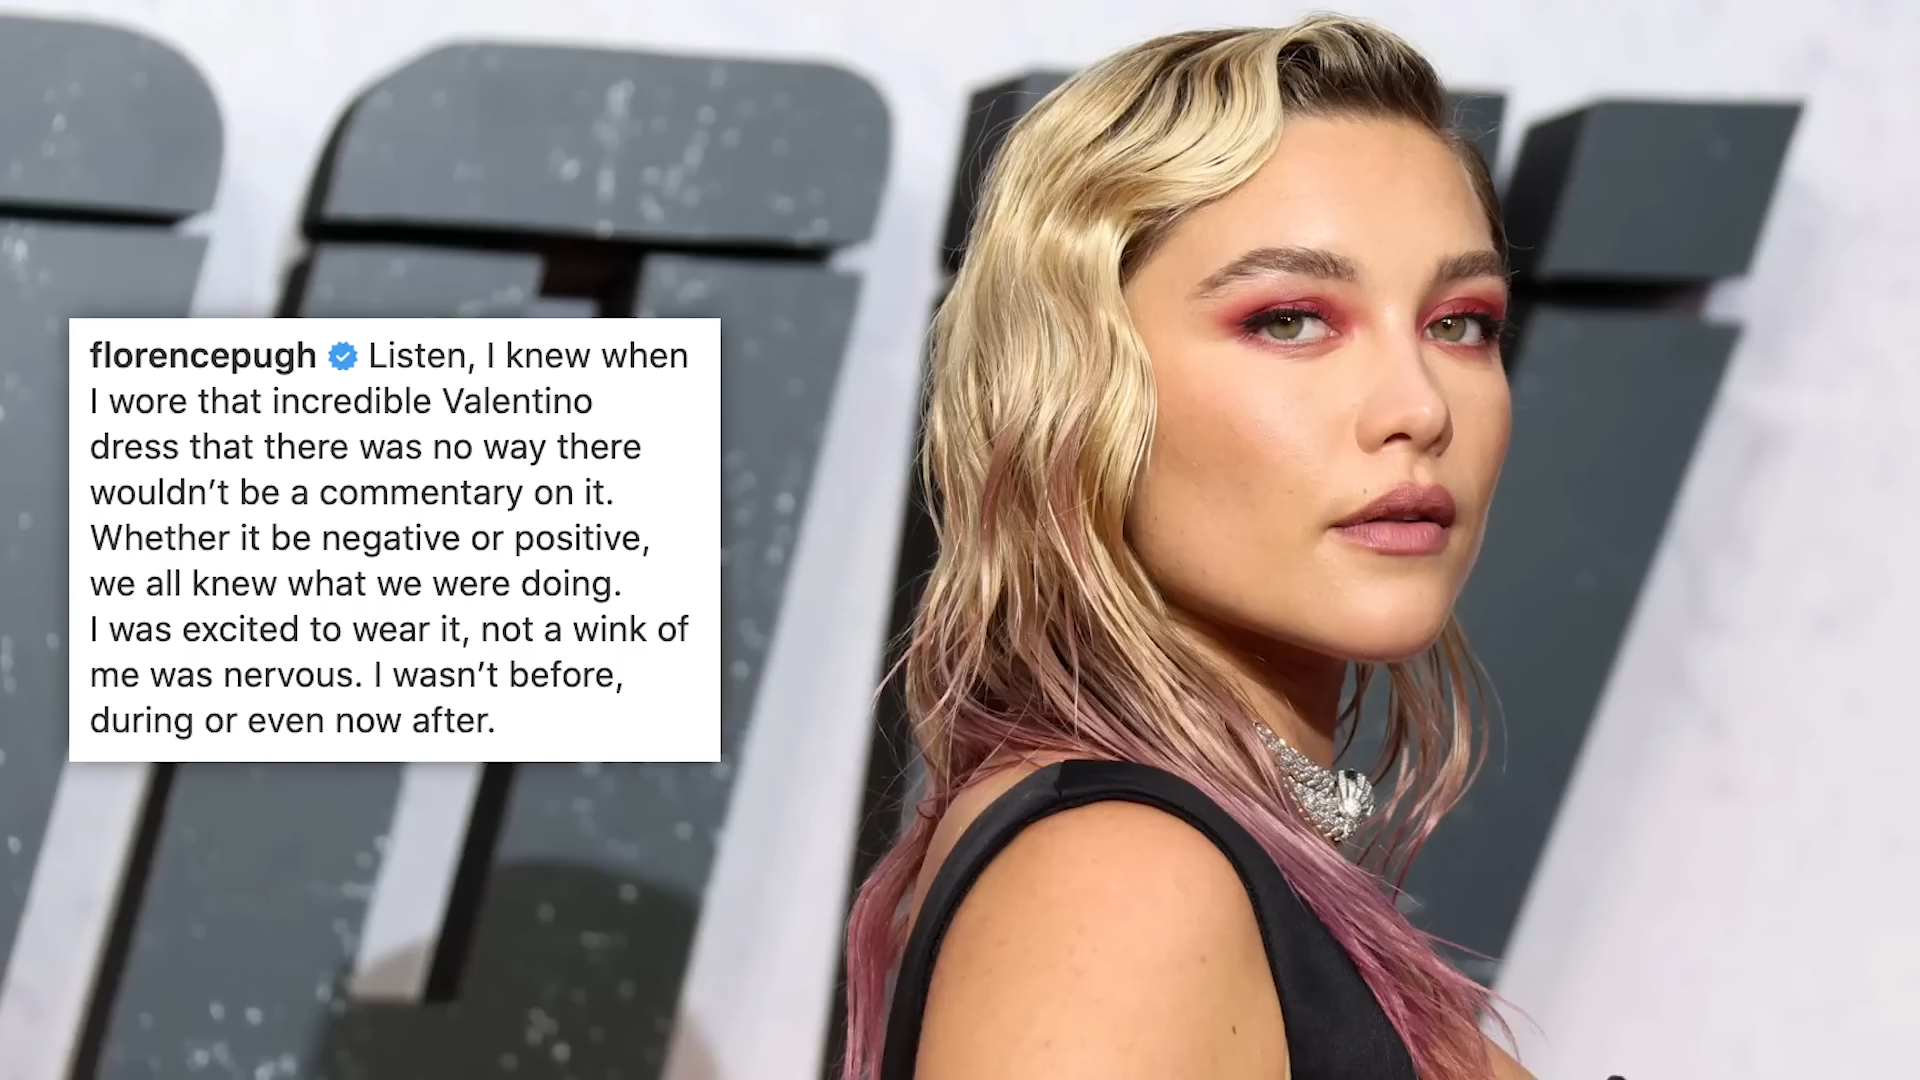 florencepugh Listen, I knew when
I wore that incredible Valentino
dress that there was no way there
wouldn’t be a commentary on it.
Whether it be negative or positive,
we all knew what we were doing.
I was excited to wear it, not a wink of
me was nervous. I wasn’t before,
during or even now after.